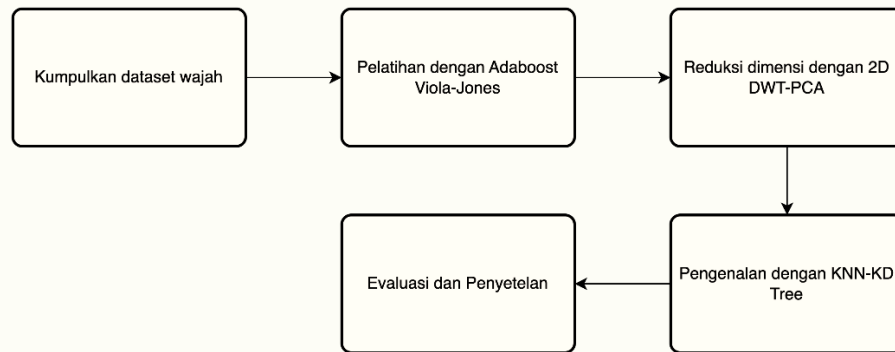 Kumpulkan dataset wajah
Pelatihan dengan Adaboost
Viola-Jones
Reduksi dimensi dengan 2D
DWT-PCA
Pengenalan dengan KNN-KD
Tree
Evaluasi dan Penyetelan